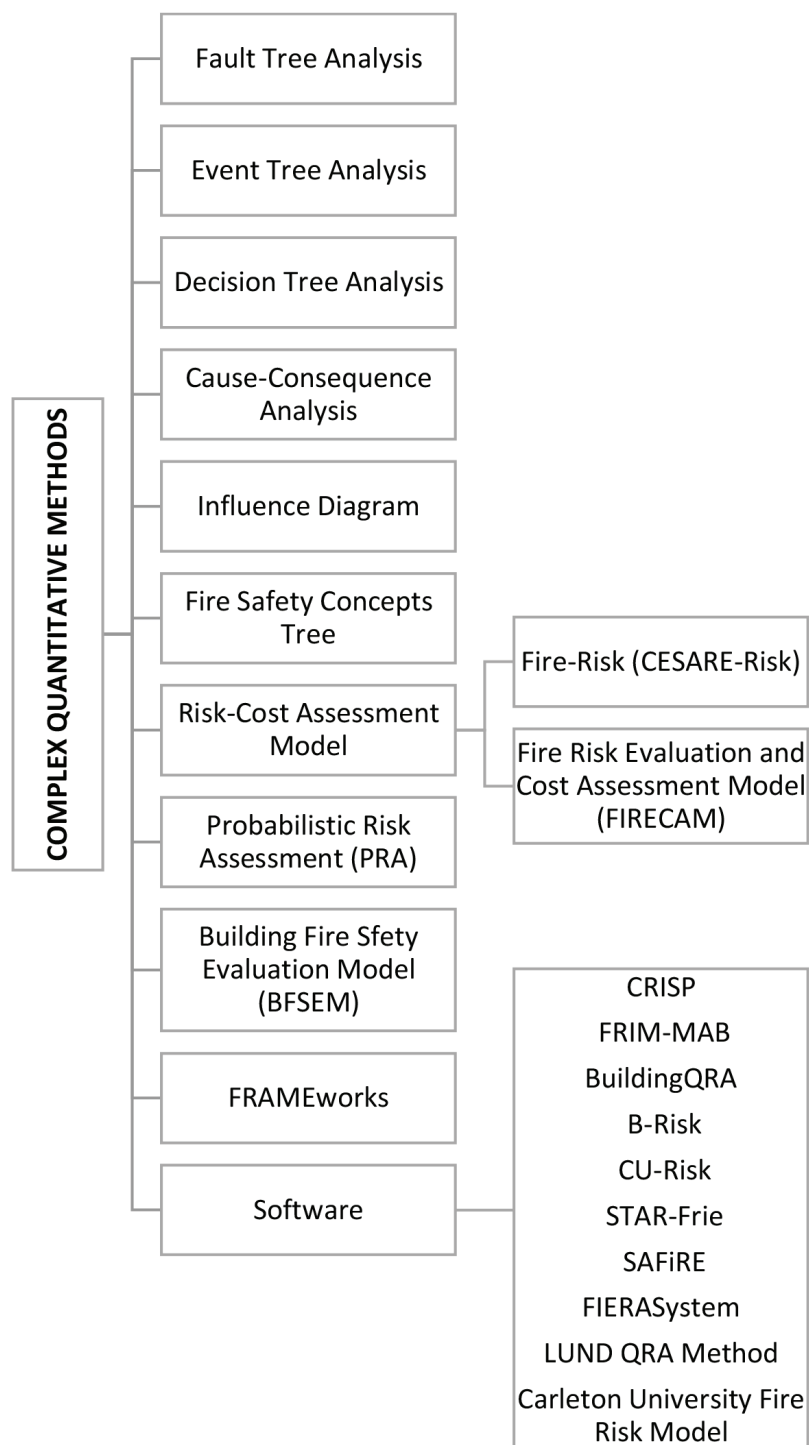 COMPLEX QUANTITATIVE METHODS
Fault Tree Analysis
Event Tree Analysis
Decision Tree Analysis
Cause-Consequence
Analysis
Influence Diagram
Fire Safety Concepts
Tree
Risk-Cost Assessment
Model
Fire-Risk (CESARE-Risk)
Fire Risk Evaluation and
Cost Assessment Model
(FIRECAM)
Probabilistic Risk
Assessment (PRA)
Building Fire Sfety
Evaluation Model
(BFSEM)
FRAMEworks
Software
CRISP
FRIM-MAB
BuildingQRA
B-Risk
CU-Risk
STAR-Frie
SAFiRE
FIERASystem
LUND QRA Method
Carleton University Fire
Risk Model